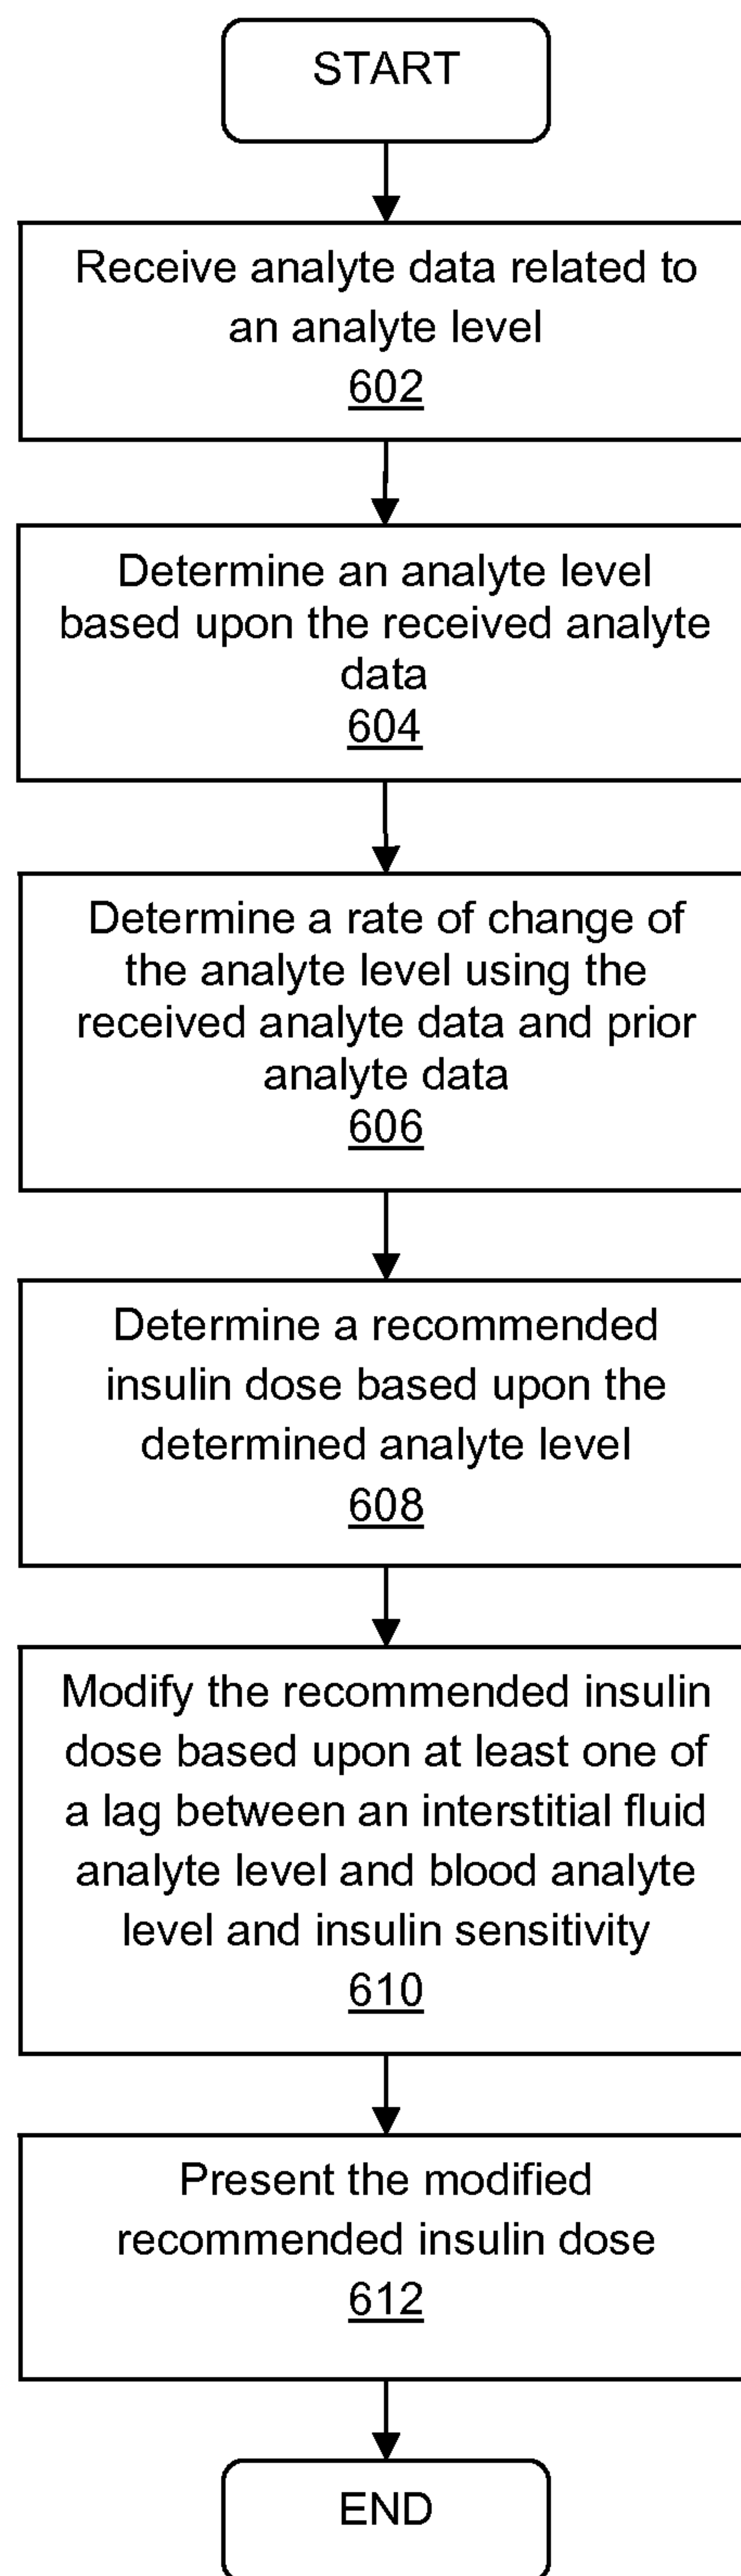 START
Receive analyte data related to
an analyte level
602
Determine an analyte level
based upon the received analyte
data
604
Determine a rate of change of
the analyte level using the
received analyte data and prior
analyte data
606
Determine a recommended
insulin dose based upon the
determined analyte level
608
Modify the recommended insulin
dose based upon at least one of
a lag between an interstitial fluid
analyte level and blood analyte
level and insulin sensitivity
610
Present the modified
recommended insulin dose
612
END